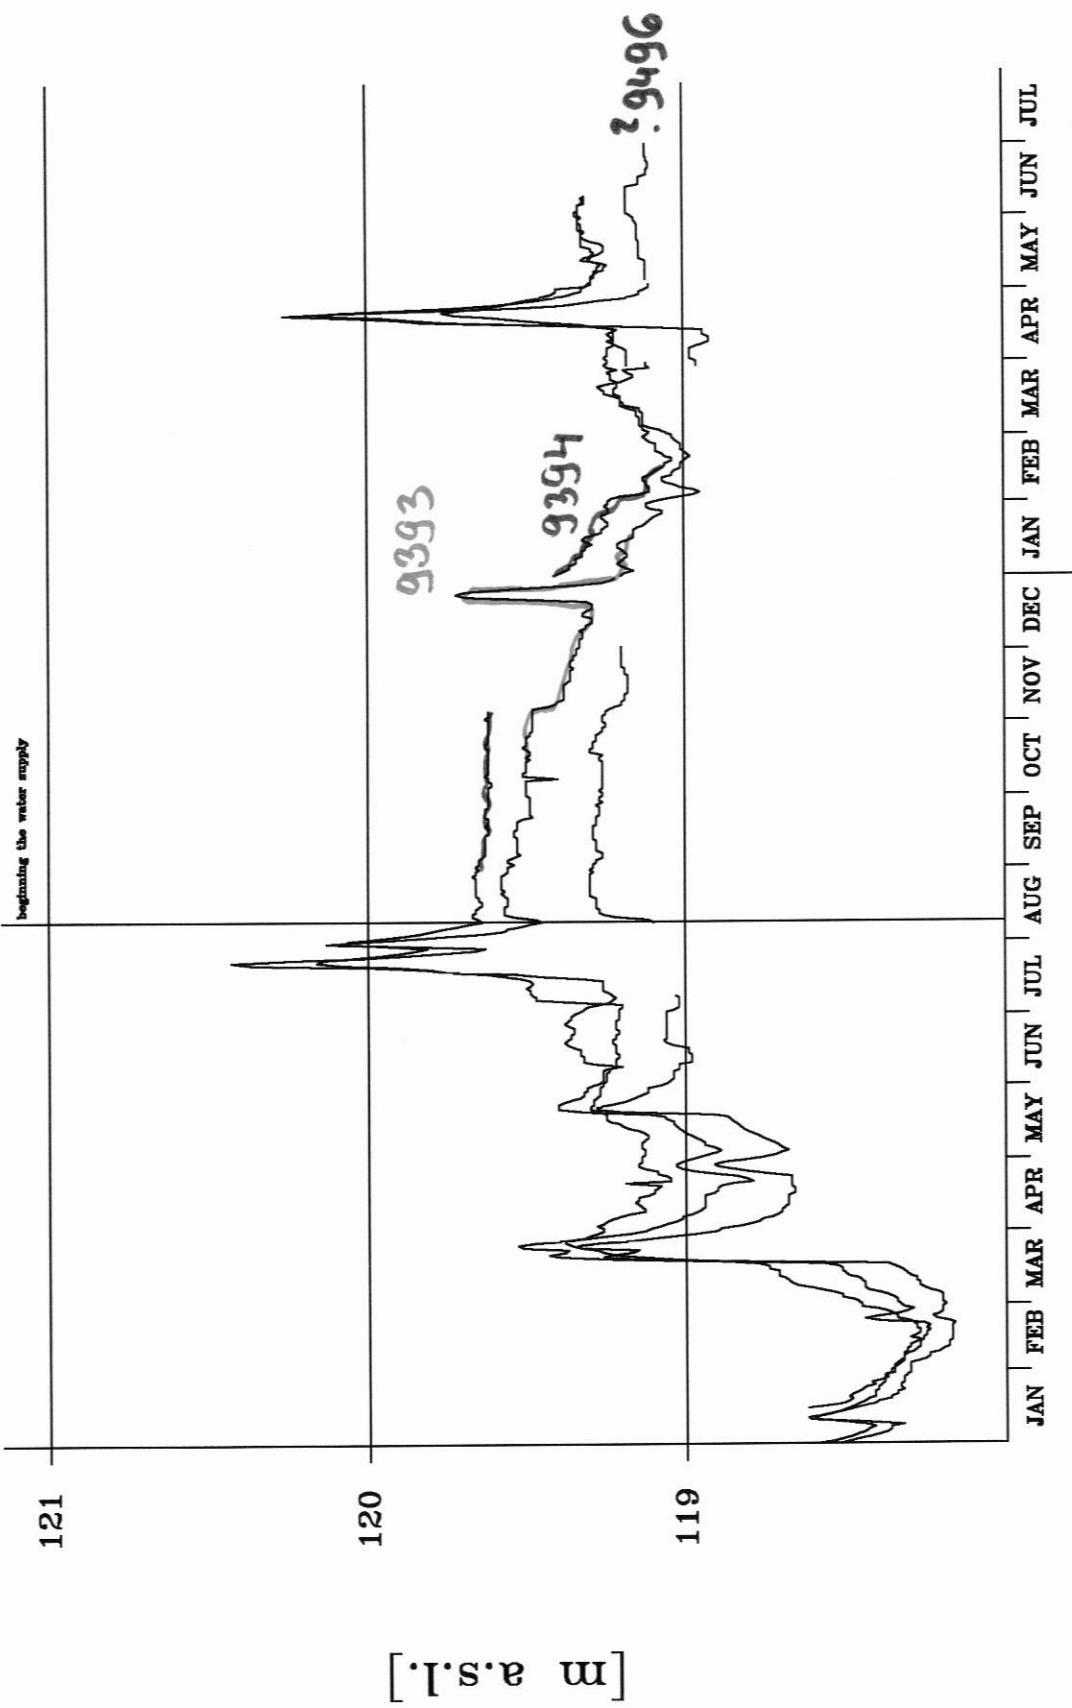 beginning the water supply
121
120
119
[m a.s.l.]
9393
9394
? 9496
JAN FEB MAR APR MAY JUN JUL AUG SEP OCT NOV DEC JAN FEB MAR APR MAY JUN JUL